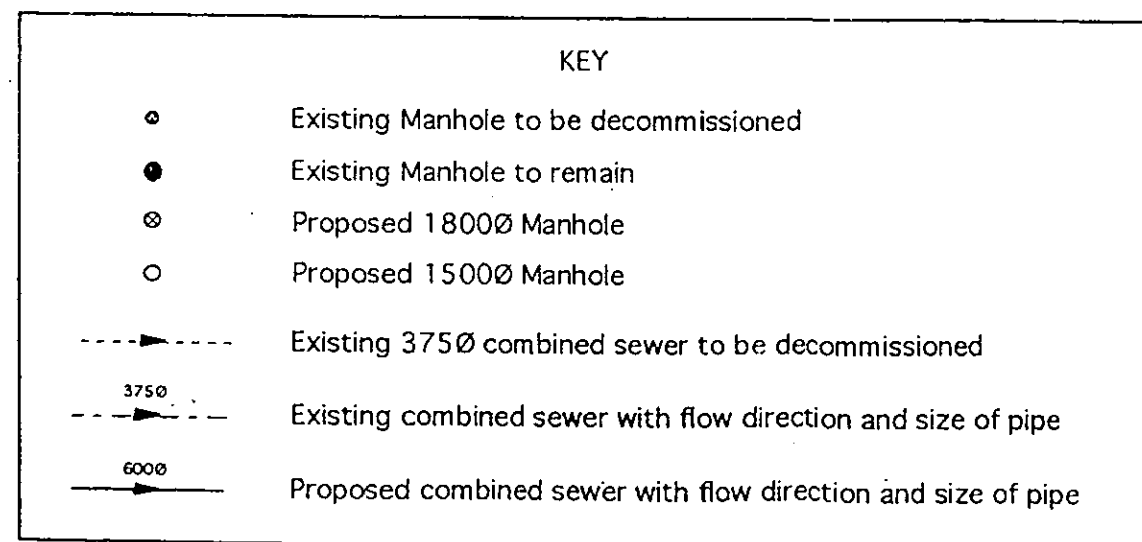 KEY
Existing Manhole to be decommissioned
Existing Manhole to remain
Proposed 1800Ø Manhole
Proposed 1500Ø Manhole
Existing 375Ø combined sewer to be decommissioned
375Ø
Existing combined sewer with flow direction and size of pipe
600Ø
Proposed combined sewer with flow direction and size of pipe